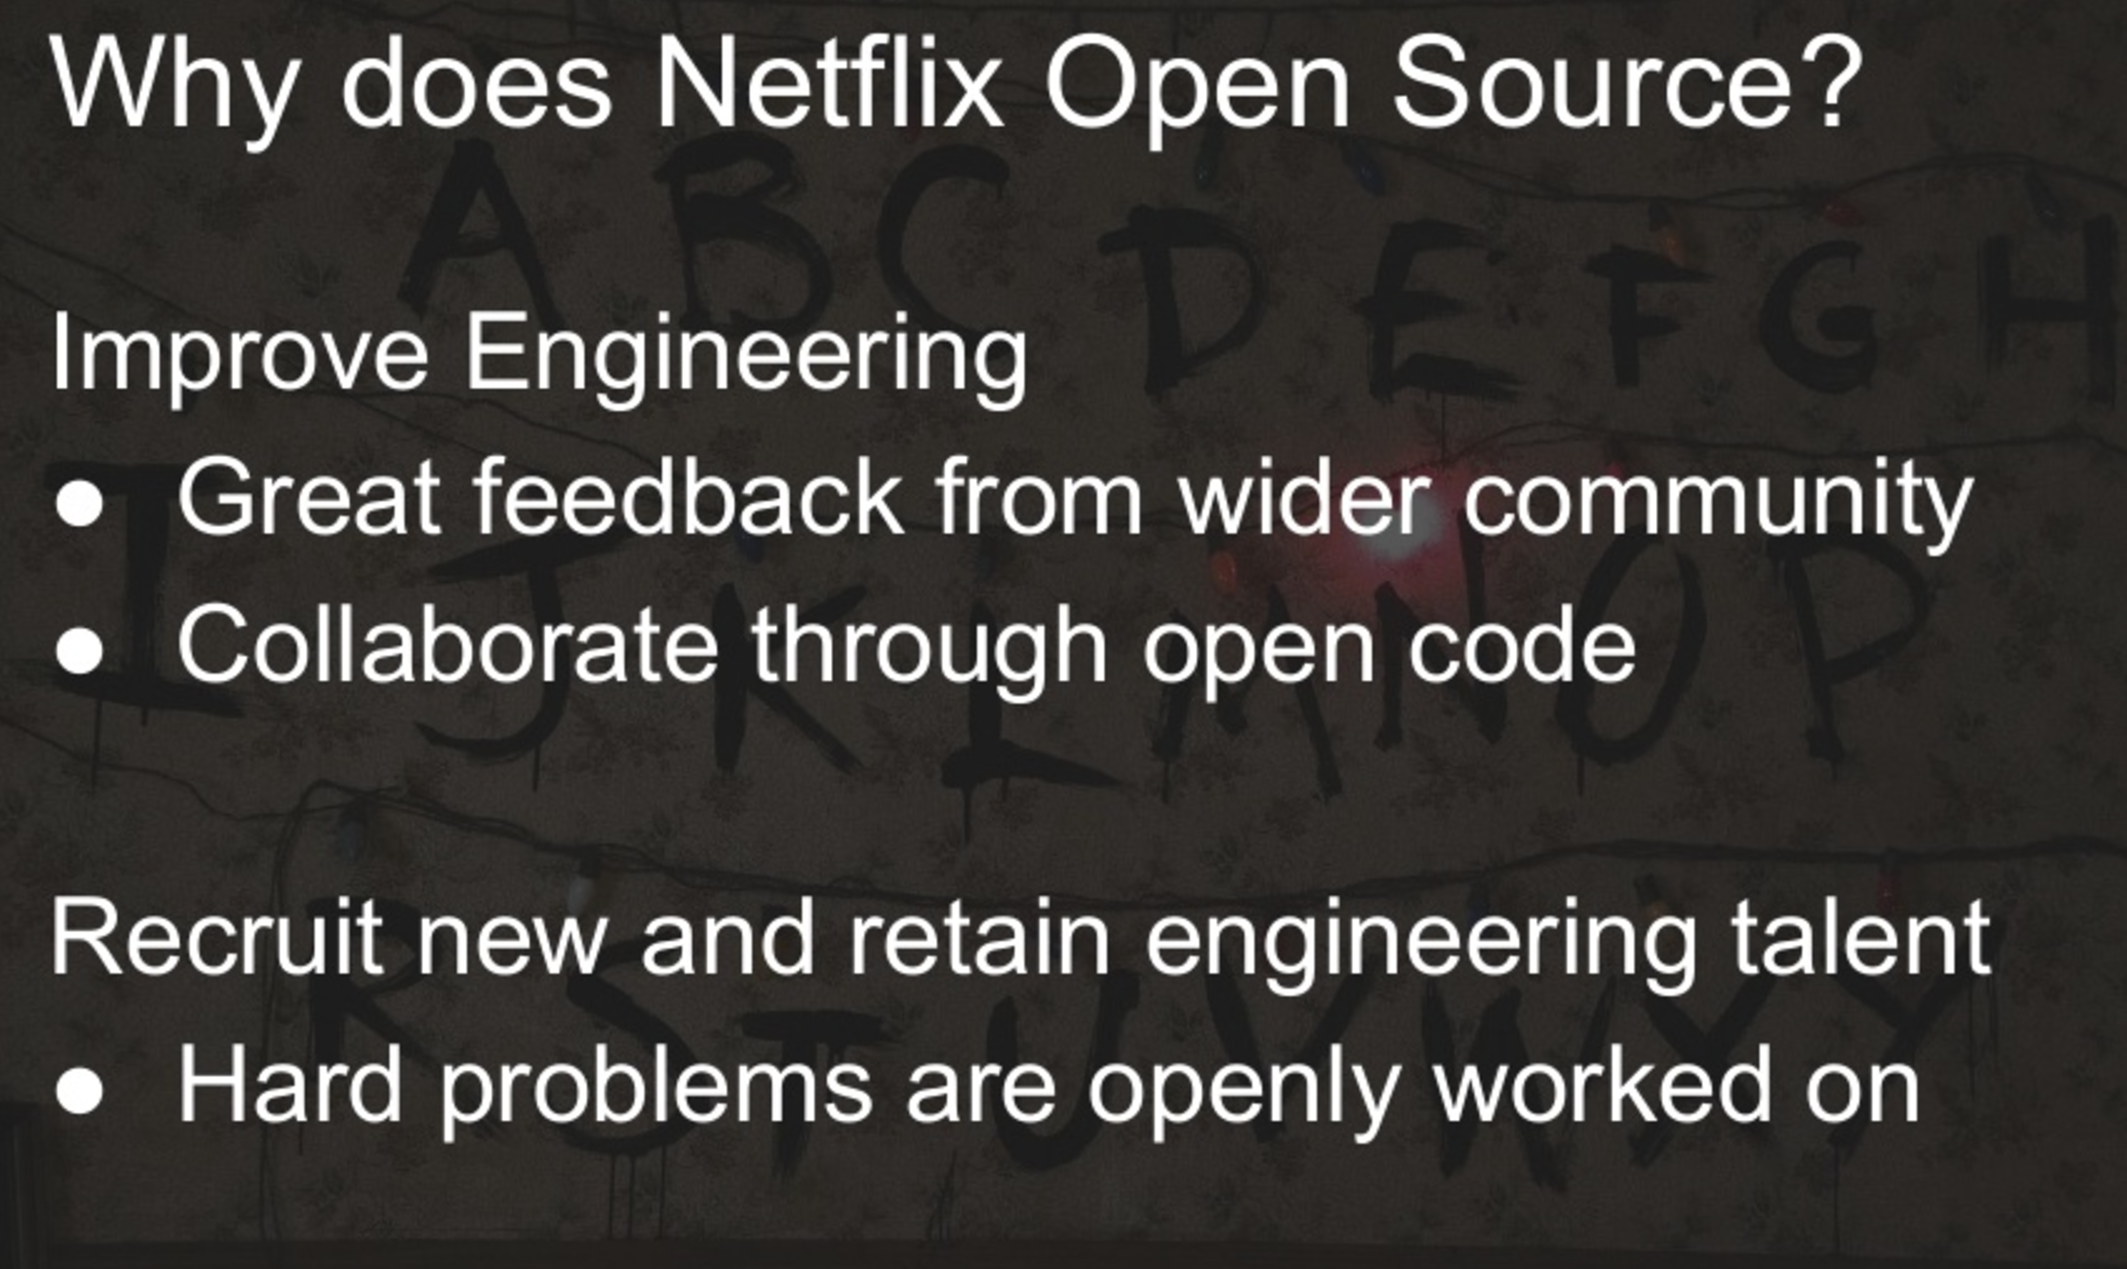 Why does Netflix Open Source?
A B C D E F G H
Improve Engineering
● Great feedback from wider community
I J K L M N O P
● Collaborate through open code
Recruit new and retain engineering talent
R S T U V W X Y
● Hard problems are openly worked on